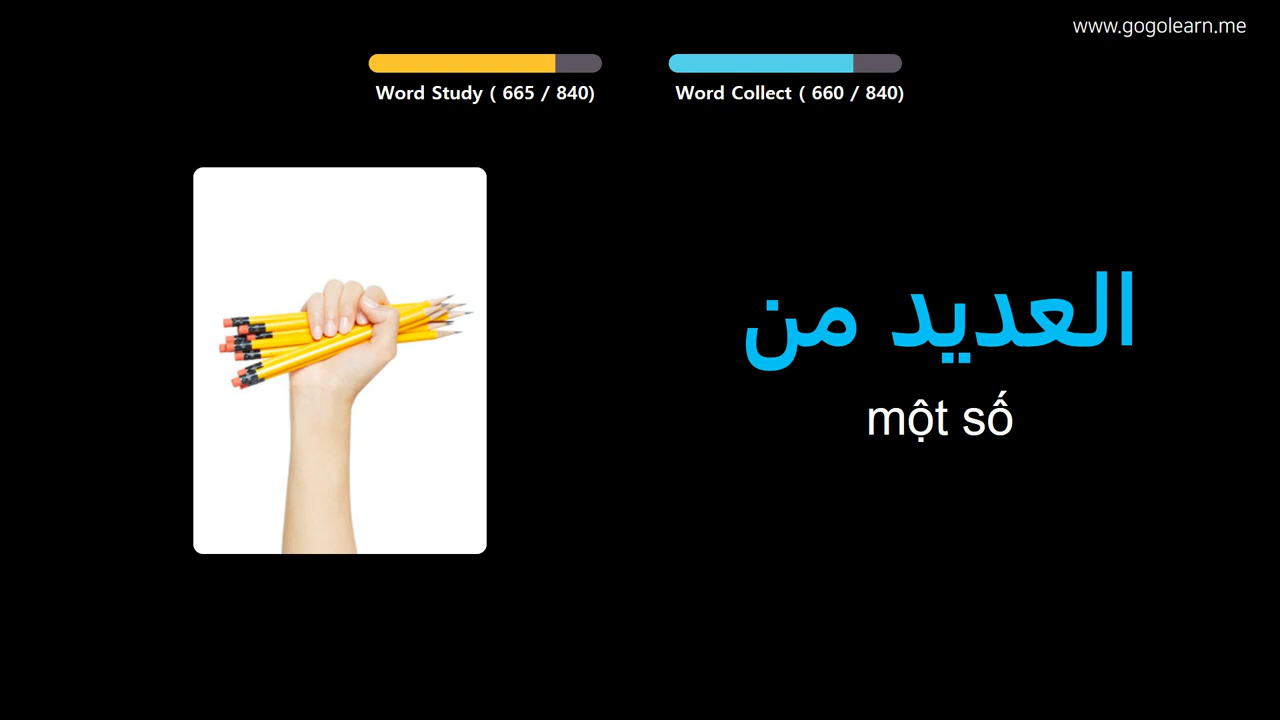 www.gogolearn.me
Word Study ( 665 / 840)
Word Collect ( 660 / 840)
العديد من
một số